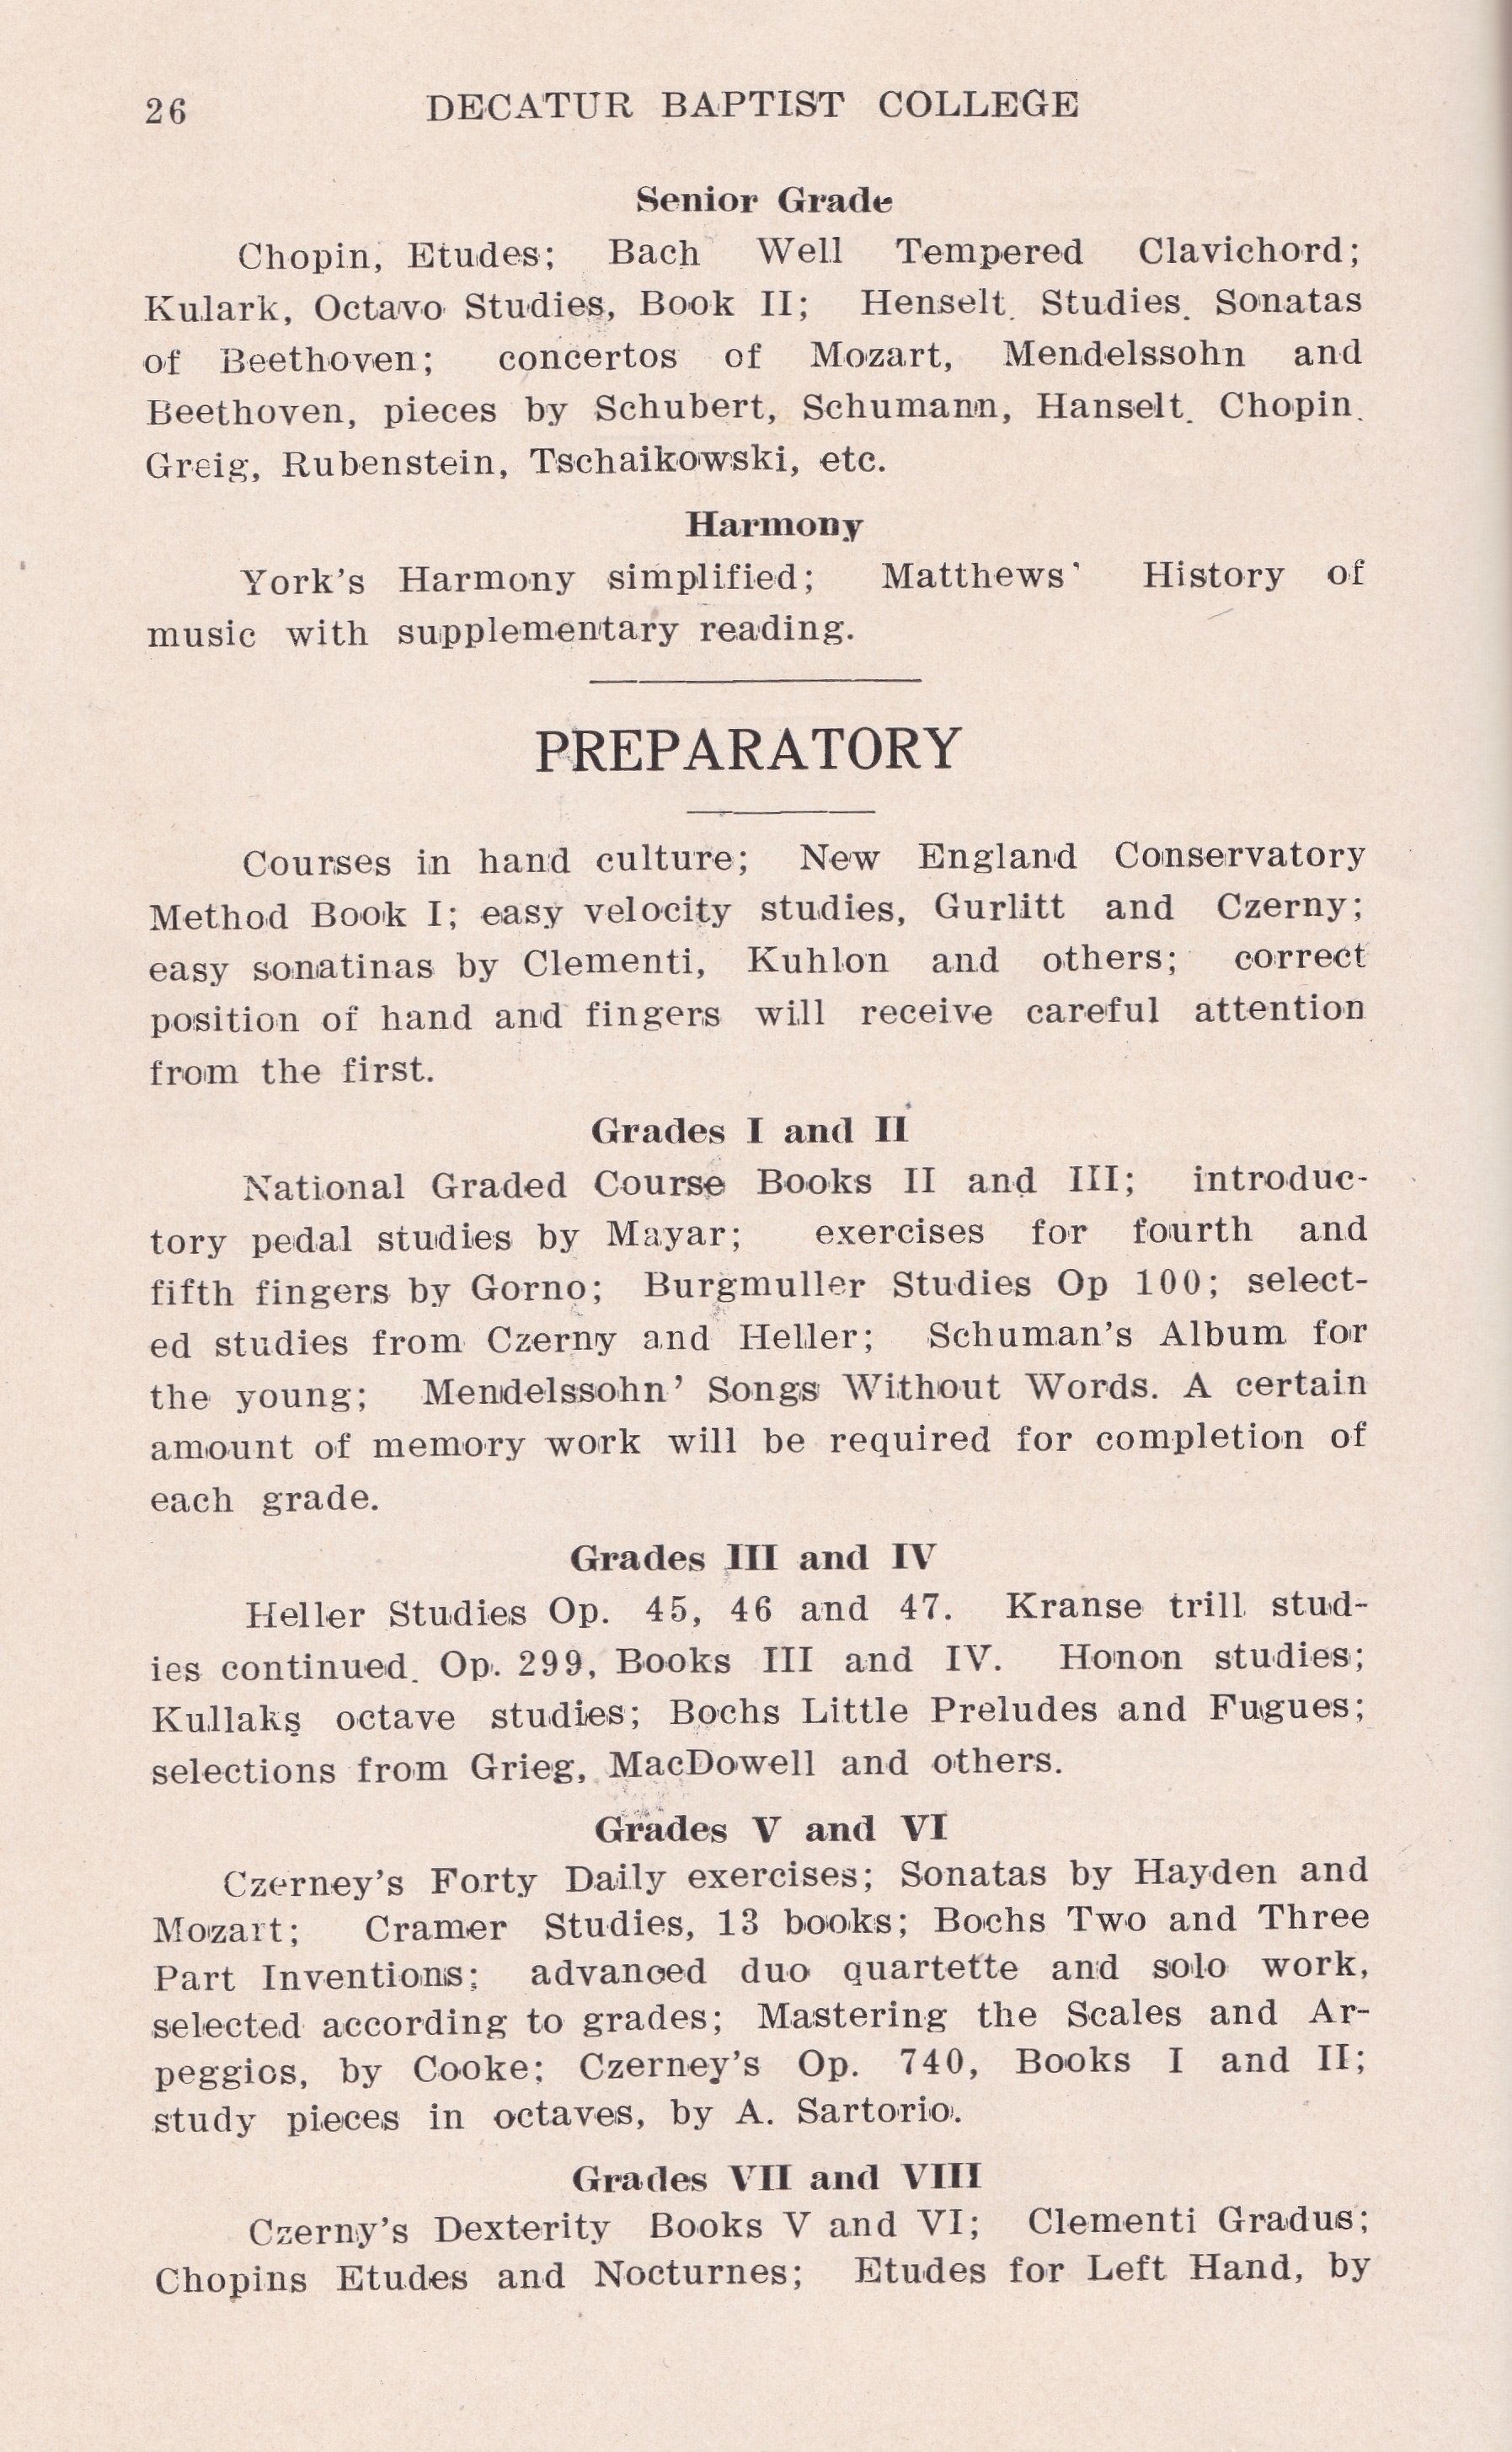 26 DECATUR BAPTIST COLLEGE
Senior Grade
Chopin, Etudes; Bach Well Tempered Clavichord;
Kulark, Octavo Studies, Book II; Henselt. Studies. Sonatas
of Beethoven; concertos of Mozart, Mendelssohn and
Beethoven, pieces by Schubert, Schumann, Hanselt. Chopin.
Greig, Rubenstein, Tschaikowski, etc.
Harmony
York's Harmony simplified; Matthews' History of
music with supplementary reading.
PREPARATORY
Courses in hand culture; New England Conservatory
Method Book I; easy velocity studies, Gurlitt and Czerny;
easy sonatinas by Clementi, Kuhlon and others; correct
position of hand and fingers will receive careful attention
from the first.
Grades I and II
National Graded Course Books II and III; introduc-
tory pedal studies by Mayar; exercises for fourth and
fifth fingers by Gorno; Burgmuller Studies Op 100; select-
ed studies from Czerny and Heller; Schuman's Album for
the young; Mendelssohn' Songs Without Words. A certain
amount of memory work will be required for completion of
each grade.
Grades III and IV
Heller Studies Op. 45, 46 and 47. Kranse trill stud-
ies continued. Op. 299, Books III and IV. Honon studies;
Kullaks octave studies; Bochs Little Preludes and Fugues;
selections from Grieg, MacDowell and others.
Grades V and VI
Czerney's Forty Daily exercises; Sonatas by Hayden and
Mozart; Cramer Studies, 13 books; Bochs Two and Three
Part Inventions; advanced duo quartette and solo work,
selected according to grades; Mastering the Scales and Ar-
peggios, by Cooke; Czerney's Op. 740, Books I and II;
study pieces in octaves, by A. Sartorio.
Grades VII and VIII
Czerny's Dexterity Books V and VI; Clementi Gradus;
Chopins Etudes and Nocturnes; Etudes for Left Hand, by